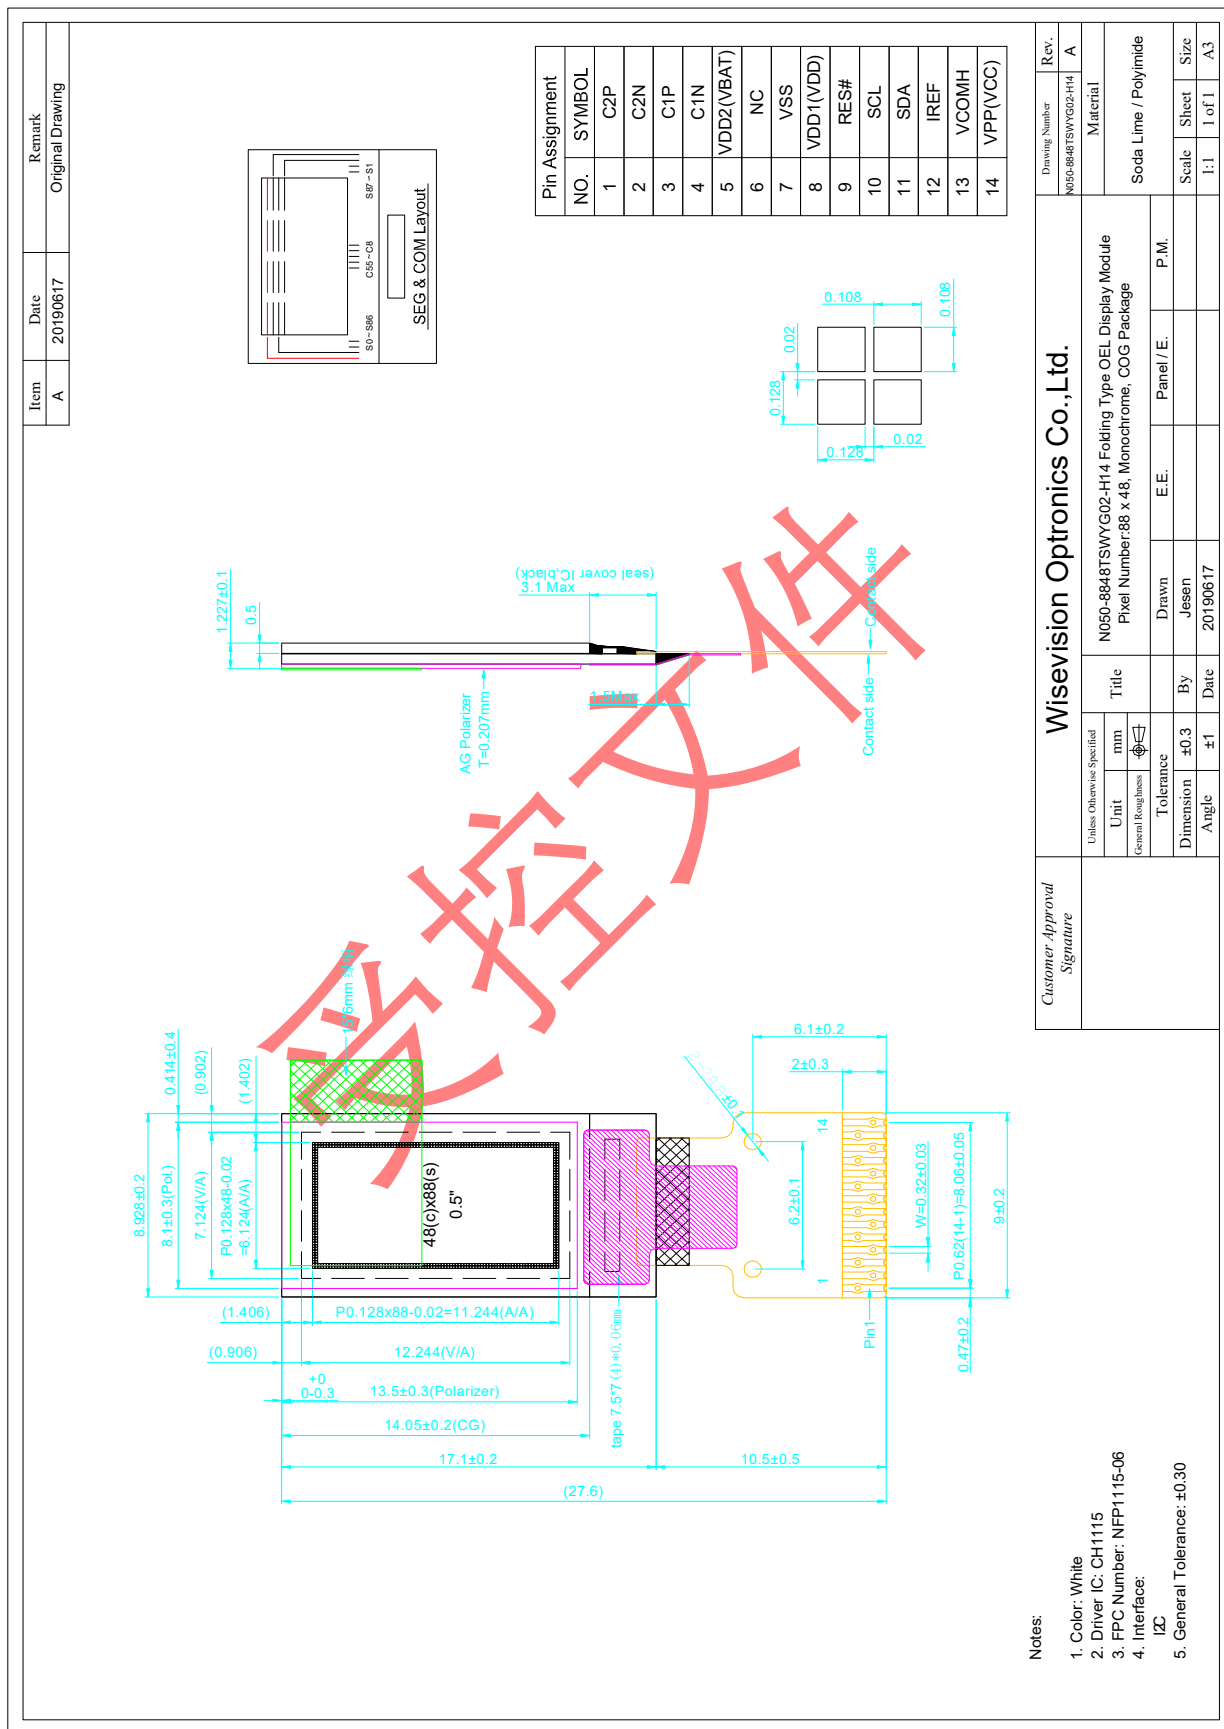 Item Date Remark
A 20190617 Original Drawing
S0~S86 C55~C8 S87~S1
SEG & COM Layout
Pin Assignment
NO. SYMBOL
1 C2P
2 C2N
3 C1P
4 C1N
5 VDD2(VBAT)
6 NC
7 VSS
8 VDD1(VDD)
9 RES#
10 SCL
11 SDA
12 IREF
13 VCOMH
14 VPP(VCC)
0.128
0.02
0.108
0.108
0.128
0.02
1.227±0.1
0.5
AG Polarizer
T=0.207mm
3.1 Max
(seal cover IC,black)
1.5Max
Contact side
Contact side
受控文件
8.928±0.2
8.1±0.3(Pol.)
7.124(V/A)
P0.128x48-0.02
=6.124(A/A)
0.414±0.4
(0.902)
(1.402)
48(c)x88(s)
0.5"
(1.406)
P0.128x88-0.02=11.244(A/A)
(0.906)
12.244(V/A)
+0
0-0.3
13.5±0.3(Polarizer)
14.05±0.2(CG)
17.1±0.2
10.5±0.5
(27.6)
tape 7.5*7(4)*0.06mm
6.1±0.2
2±0.3
6.2±0.1
1
14
Pin1
W=0.32±0.03
P0.62(14-1)=8.06±0.05
9±0.2
0.47±0.2
Notes:
1. Color: White
2. Driver IC: CH1115
3. FPC Number: NFP1115-06
4. Interface:
I2C
5. General Tolerance: ±0.30
Customer Approval
Signature
Wisevision Optronics Co.,Ltd.
Drawing Number Rev.
N050-8848TSWYG02-H14 A
Unless Otherwise Specified
Unit mm
General Roughness
Tolerance
Dimension ±0.3
Angle ±1
Title
N050-8848TSWYG02-H14 Folding Type OEL Display Module
Pixel Number:88 x 48, Monochrome, COG Package
Material
Soda Lime / Polyimide
Drawn E.E. Panel / E. P.M.
By Jesen
Date 20190617
Scale Sheet Size
1:1 1 of 1 A3